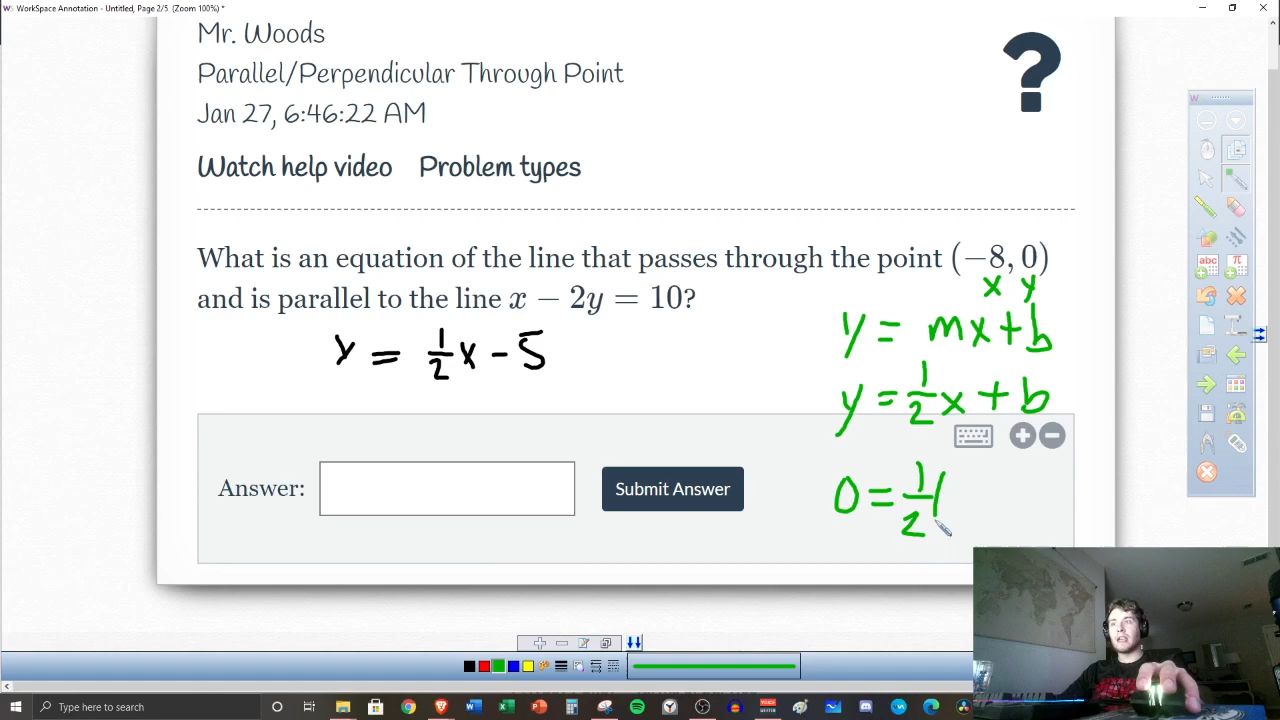 WorkSpace Annotation - Untitled, Page 2/5 (Zoom 100%) *
Mr. Woods
Parallel/Perpendicular Through Point
Jan 27, 6:46:22 AM
?
Watch help video Problem types
What is an equation of the line that passes through the point (−8, 0)
and is parallel to the line x − 2y = 10?
x y
y = mx + b
y = 1/2 x - 5
y = 1/2 x + b
Answer:
Submit Answer
0 = 1/2 (
abc
π
Type here to search